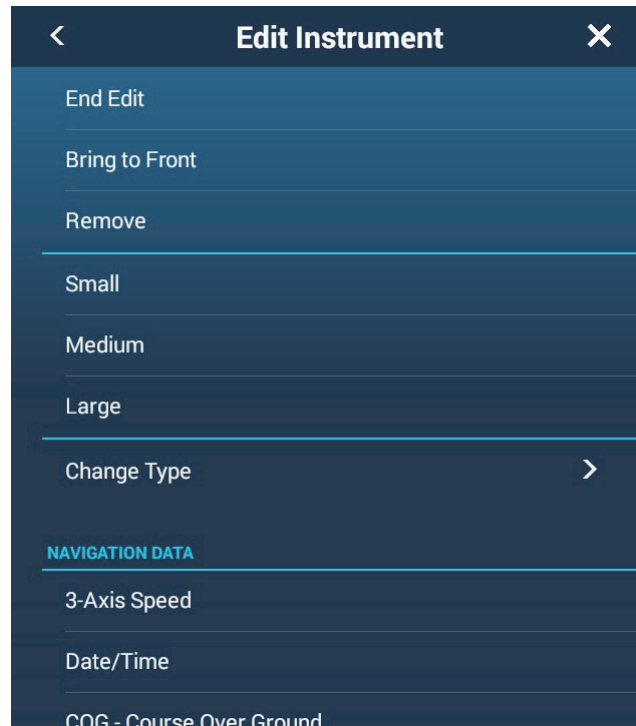 Edit Instrument
End Edit
Bring to Front
Remove
Small
Medium
Large
Change Type
NAVIGATION DATA
3-Axis Speed
Date/Time
COG - Course Over Ground